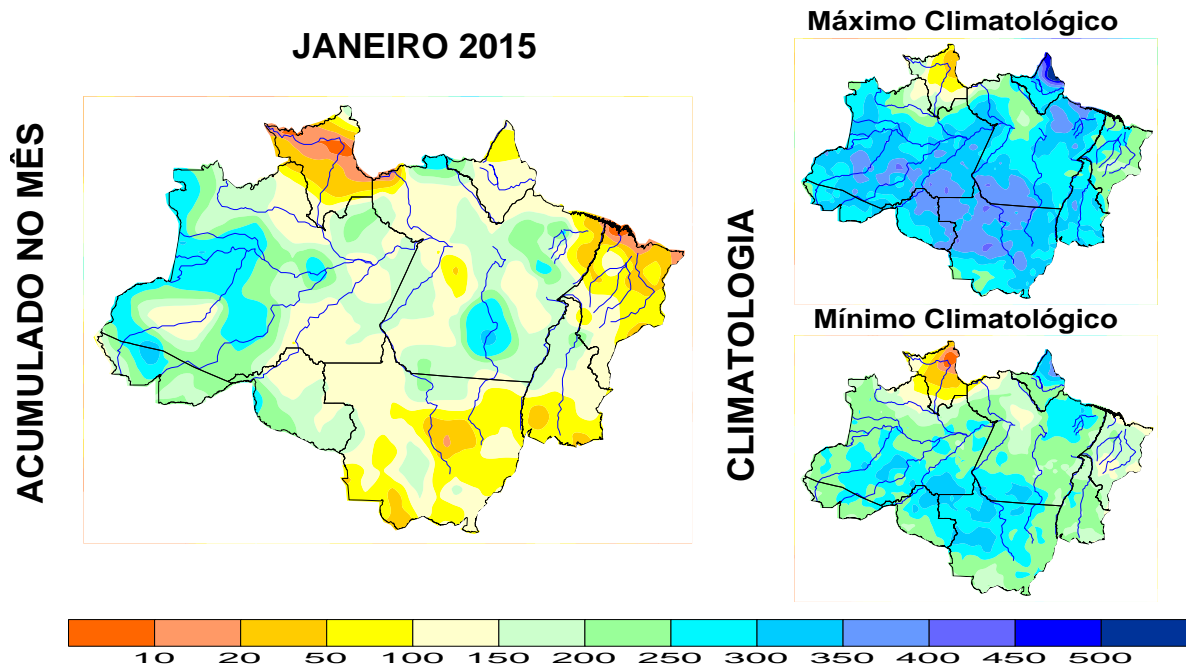 JANEIRO 2015
ACUMULADO NO MÊS
CLIMATOLOGIA
Máximo Climatológico
Mínimo Climatológico
10 20 50 100 150 200 250 300 350 400 450 500